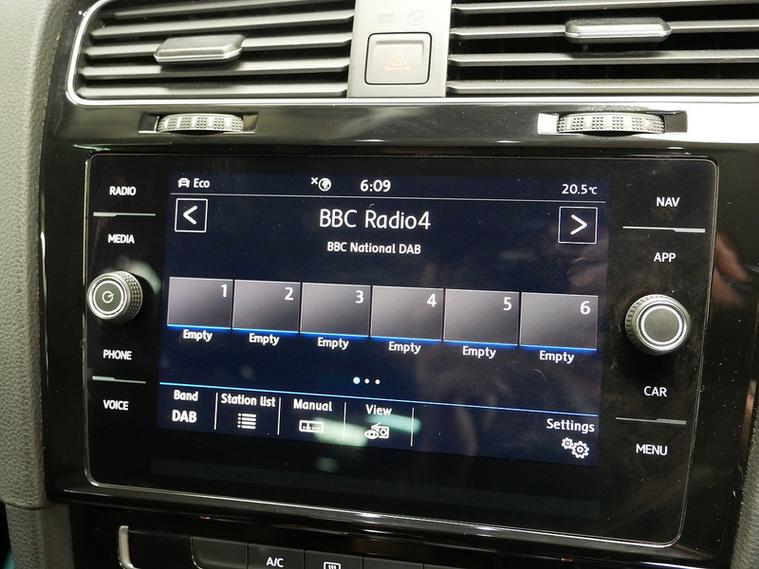 RADIO
MEDIA
PHONE
VOICE
Eco
6:09
20.5°C
< BBC Radio4 >
BBC National DAB
1 2 3 4 5 6
Empty Empty Empty Empty Empty Empty
Band Station list Manual View Settings
DAB
NAV
APP
CAR
MENU
A/C